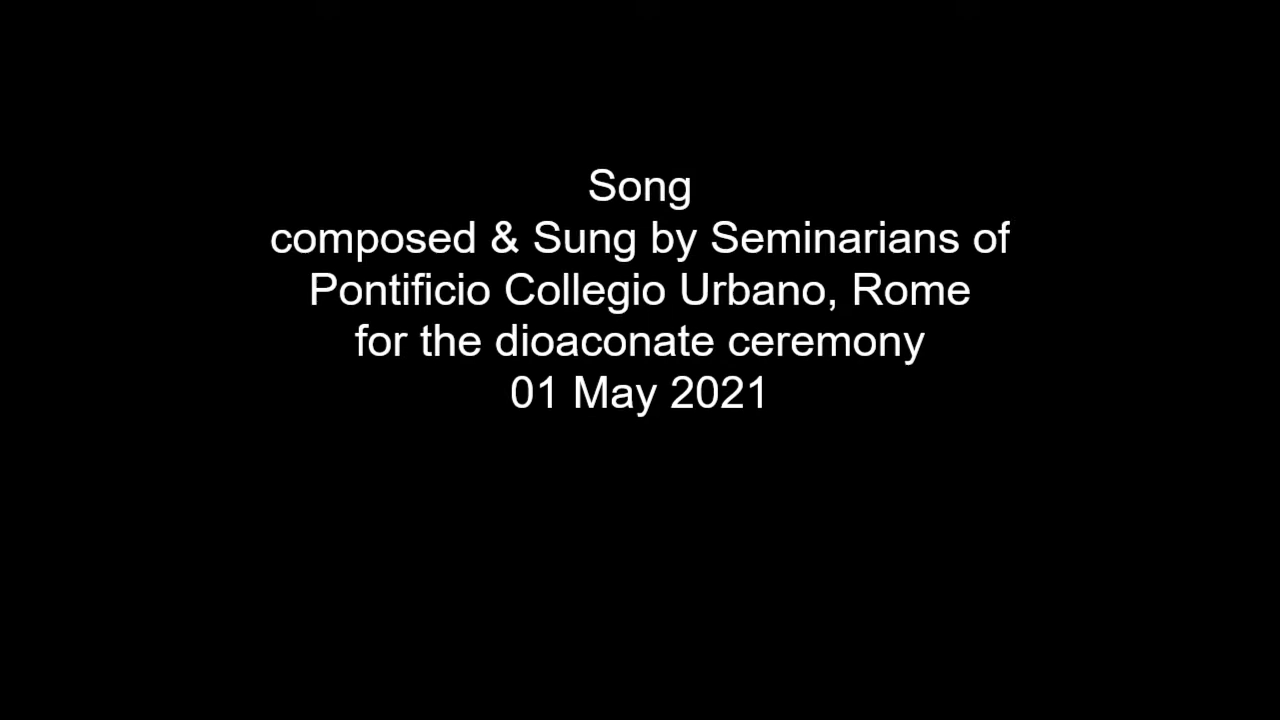 Song
composed & Sung by Seminarians of
Pontificio Collegio Urbano, Rome
for the dioaconate ceremony
01 May 2021